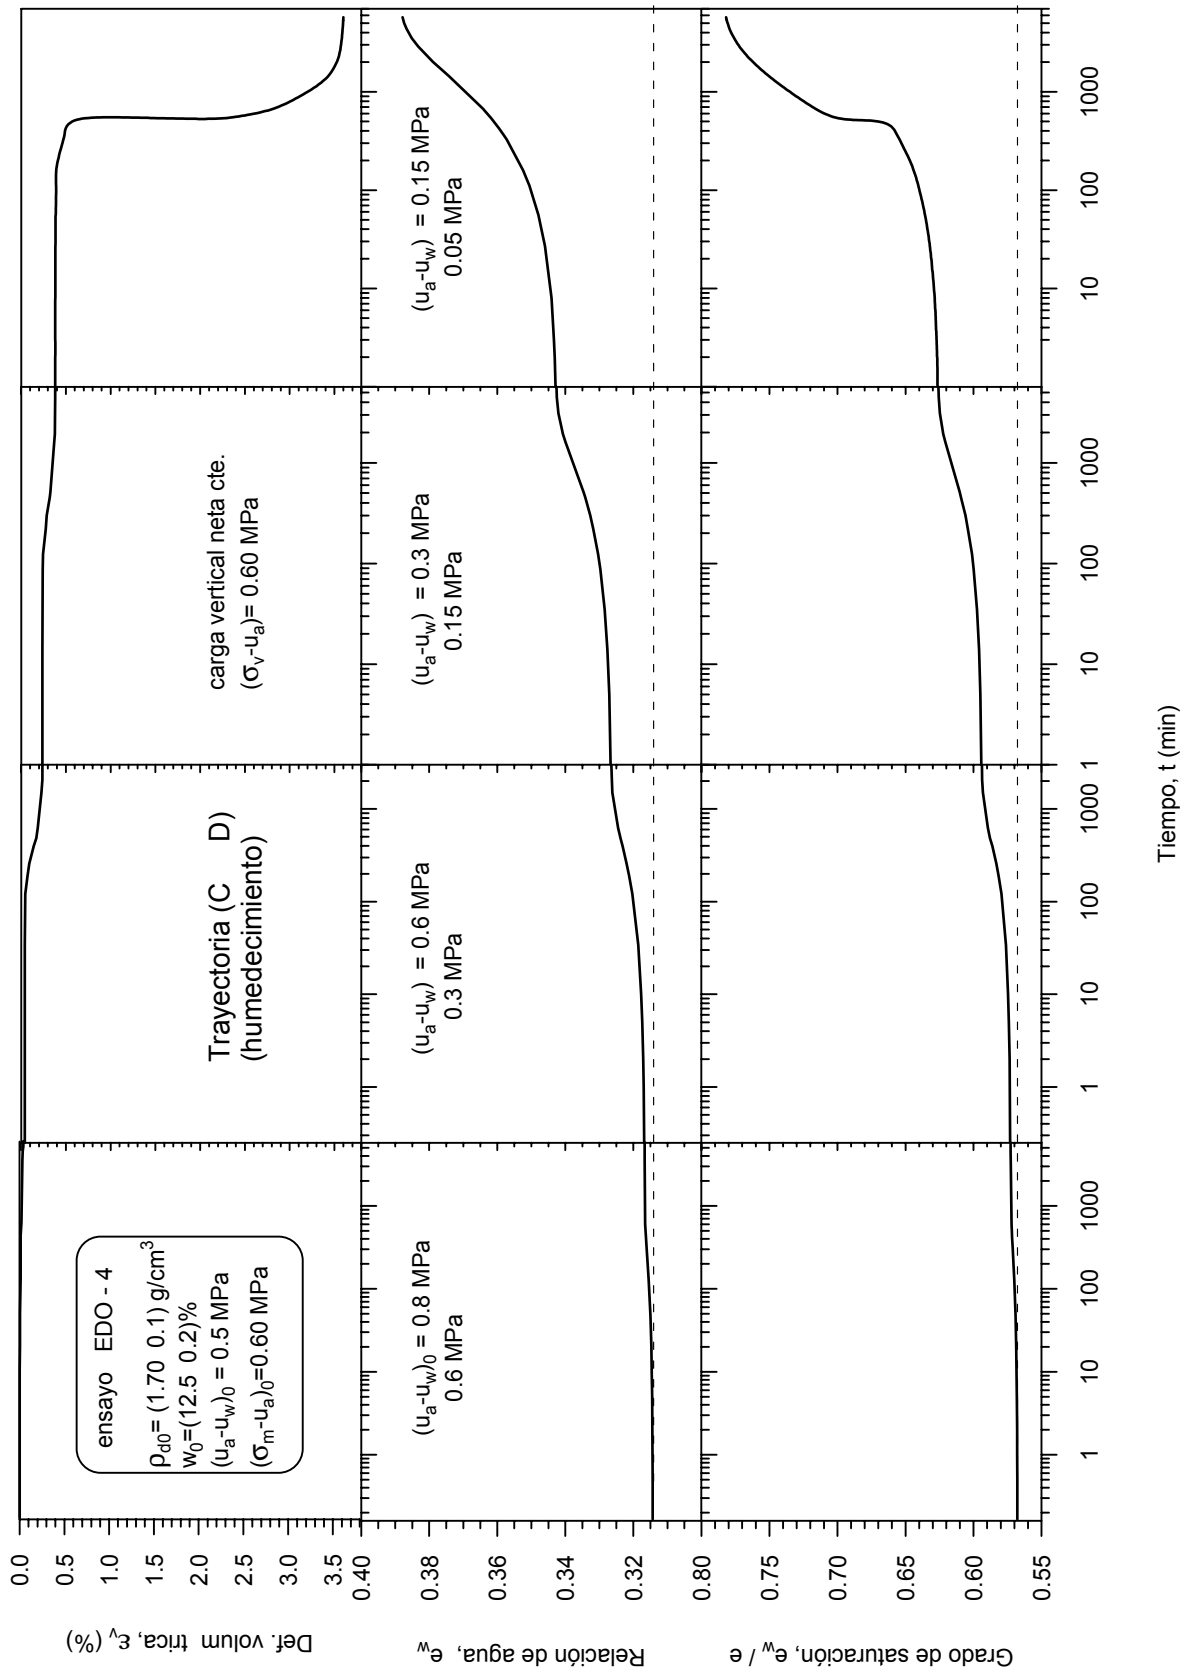 Def. volum trica, εv (%)
0.0
0.5
1.0
1.5
2.0
2.5
3.0
3.5
ensayo EDO - 4
ρd0= (1.70 0.1) g/cm³
w0=(12.5 0.2)%
(ua-uw)0 = 0.5 MPa
(σm-ua)0=0.60 MPa
Trayectoria (C D)
(humedecimiento)
carga vertical neta cte.
(σv-ua)= 0.60 MPa
Relación de agua, ew
0.40
0.38
0.36
0.34
0.32
(ua-uw)0 = 0.8 MPa
0.6 MPa
(ua-uw) = 0.6 MPa
0.3 MPa
(ua-uw) = 0.3 MPa
0.15 MPa
(ua-uw) = 0.15 MPa
0.05 MPa
Grado de saturación, ew / e
0.80
0.75
0.70
0.65
0.60
0.55
1 10 100 1000
1 10 100 1000
1 10 100 1000
10 100 1000
Tiempo, t (min)